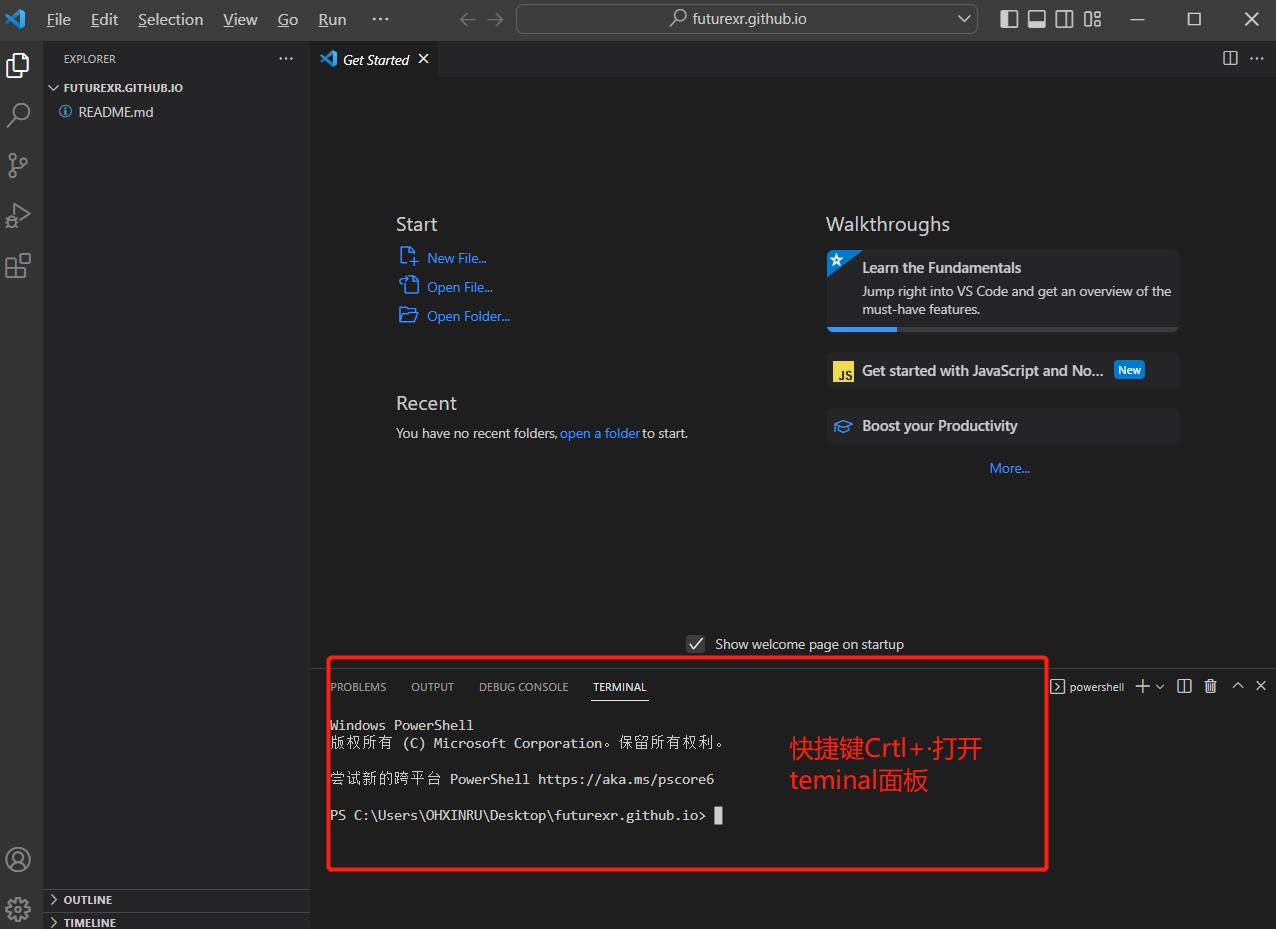 File Edit Selection View Go Run ···
futurexr.github.io
EXPLORER
FUTUREXR.GITHUB.IO
README.md
OUTLINE
TIMELINE
Get Started
Start
New File...
Open File...
Open Folder...
Recent
You have no recent folders, open a folder to start.
Walkthroughs
Learn the Fundamentals
Jump right into VS Code and get an overview of the
must-have features.
JS Get started with JavaScript and No... New
Boost your Productivity
More...
Show welcome page on startup
PROBLEMS OUTPUT DEBUG CONSOLE TERMINAL
powershell
Windows PowerShell
版权所有 (C) Microsoft Corporation。保留所有权利。
尝试新的跨平台 PowerShell https://aka.ms/pscore6
PS C:\Users\OHXINRU\Desktop\futurexr.github.io>
快捷键Crtl+·打开
teminal面板